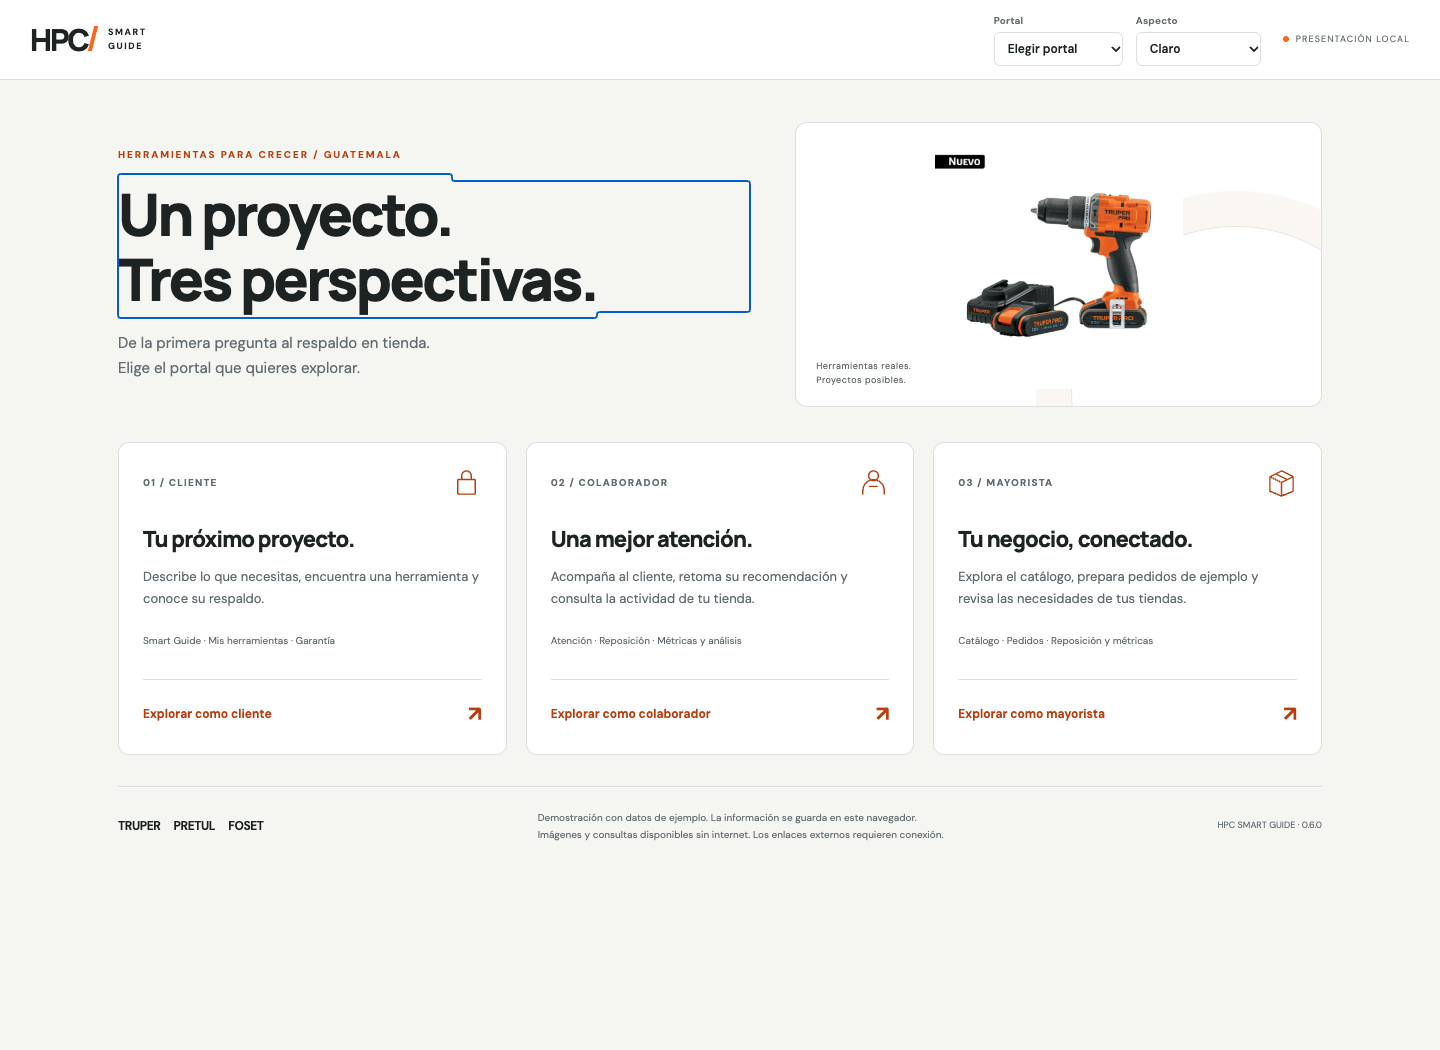 HPC/ SMART GUIDE
Portal
Elegir portal
Aspecto
Claro
PRESENTACIÓN LOCAL
HERRAMIENTAS PARA CRECER / GUATEMALA
Un proyecto.
Tres perspectivas.
De la primera pregunta al respaldo en tienda.
Elige el portal que quieres explorar.
NUEVO
TRUPER PRO
TRUPER
TRUPER PRO
TRUPER PRO
Herramientas reales.
Proyectos posibles.
01 / CLIENTE
Tu próximo proyecto.
Describe lo que necesitas, encuentra una herramienta y
conoce su respaldo.
Smart Guide · Mis herramientas · Garantía
Explorar como cliente
02 / COLABORADOR
Una mejor atención.
Acompaña al cliente, retoma su recomendación y
consulta la actividad de tu tienda.
Atención · Reposición · Métricas y análisis
Explorar como colaborador
03 / MAYORISTA
Tu negocio, conectado.
Explora el catálogo, prepara pedidos de ejemplo y
revisa las necesidades de tus tiendas.
Catálogo · Pedidos · Reposición y métricas
Explorar como mayorista
TRUPER PRETUL FOSET
Demostración con datos de ejemplo. La información se guarda en este navegador.
Imágenes y consultas disponibles sin internet. Los enlaces externos requieren conexión.
HPC SMART GUIDE · 0.6.0